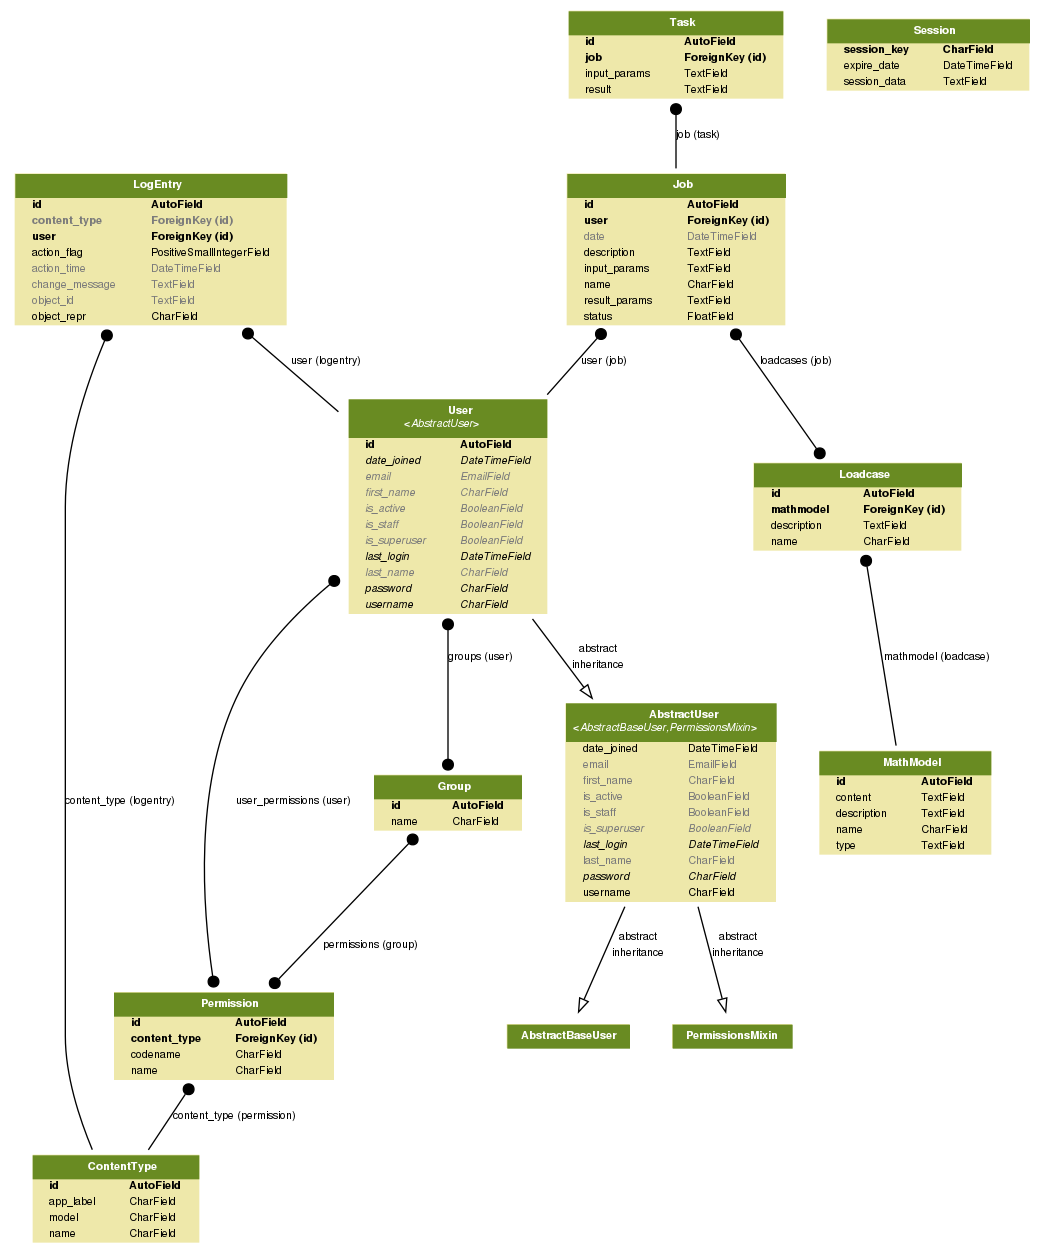 Task
id AutoField
job ForeignKey (id)
input_params TextField
result TextField
Session
session_key CharField
expire_date DateTimeField
session_data TextField
job (task)
LogEntry
id AutoField
content_type ForeignKey (id)
user ForeignKey (id)
action_flag PositiveSmallIntegerField
action_time DateTimeField
change_message TextField
object_id TextField
object_repr CharField
Job
id AutoField
user ForeignKey (id)
date DateTimeField
description TextField
input_params TextField
name CharField
result_params TextField
status FloatField
user (logentry)
user (job)
loadcases (job)
User
<AbstractUser>
id AutoField
date_joined DateTimeField
email EmailField
first_name CharField
is_active BooleanField
is_staff BooleanField
is_superuser BooleanField
last_login DateTimeField
last_name CharField
password CharField
username CharField
Loadcase
id AutoField
mathmodel ForeignKey (id)
description TextField
name CharField
groups (user)
abstract
inheritance
mathmodel (loadcase)
AbstractUser
<AbstractBaseUser,PermissionsMixin>
date_joined DateTimeField
email EmailField
first_name CharField
is_active BooleanField
is_staff BooleanField
is_superuser BooleanField
last_login DateTimeField
last_name CharField
password CharField
username CharField
MathModel
id AutoField
content TextField
description TextField
name CharField
type TextField
Group
id AutoField
name CharField
content_type (logentry)
user_permissions (user)
permissions (group)
abstract
inheritance
abstract
inheritance
Permission
id AutoField
content_type ForeignKey (id)
codename CharField
name CharField
AbstractBaseUser
PermissionsMixin
content_type (permission)
ContentType
id AutoField
app_label CharField
model CharField
name CharField